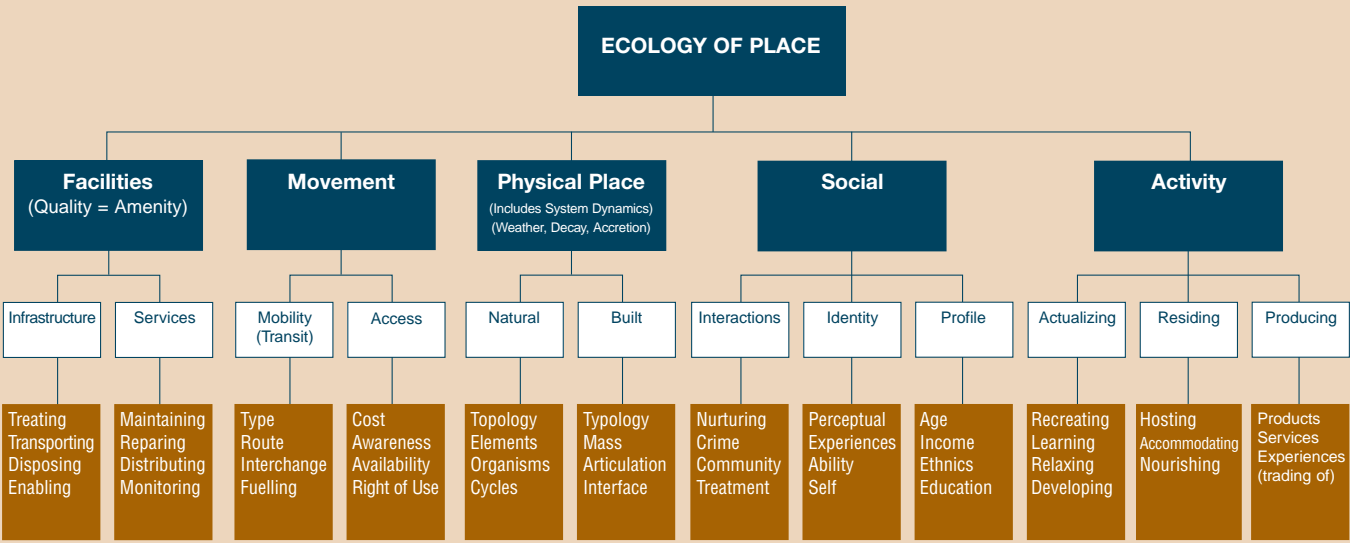 ECOLOGY OF PLACE
Facilities
(Quality = Amenity)
Movement
Physical Place
(Includes System Dynamics)
(Weather, Decay, Accretion)
Social
Activity
Infrastructure
Services
Mobility
(Transit)
Access
Natural
Built
Interactions
Identity
Profile
Actualizing
Residing
Producing
Treating
Transporting
Disposing
Enabling
Maintaining
Reparing
Distributing
Monitoring
Type
Route
Interchange
Fuelling
Cost
Awareness
Availability
Right of Use
Topology
Elements
Organisms
Cycles
Typology
Mass
Articulation
Interface
Nurturing
Crime
Community
Treatment
Perceptual
Experiences
Ability
Self
Age
Income
Ethnics
Education
Recreating
Learning
Relaxing
Developing
Hosting
Accommodating
Nourishing
Products
Services
Experiences
(trading of)